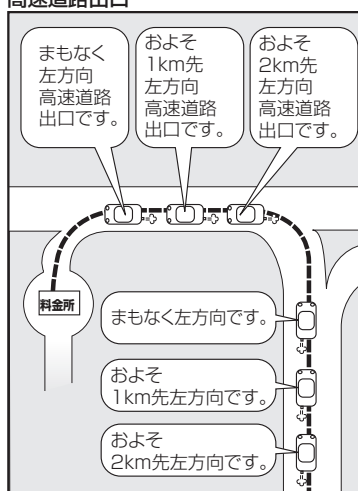 高速道路出口
まもなく
左方向
高速道路
出口です。
およそ
1km先
左方向
高速道路
出口です。
およそ
2km先
左方向
高速道路
出口です。
料金所
まもなく左方向です。
およそ
1km先左方向です。
およそ
2km先左方向です。